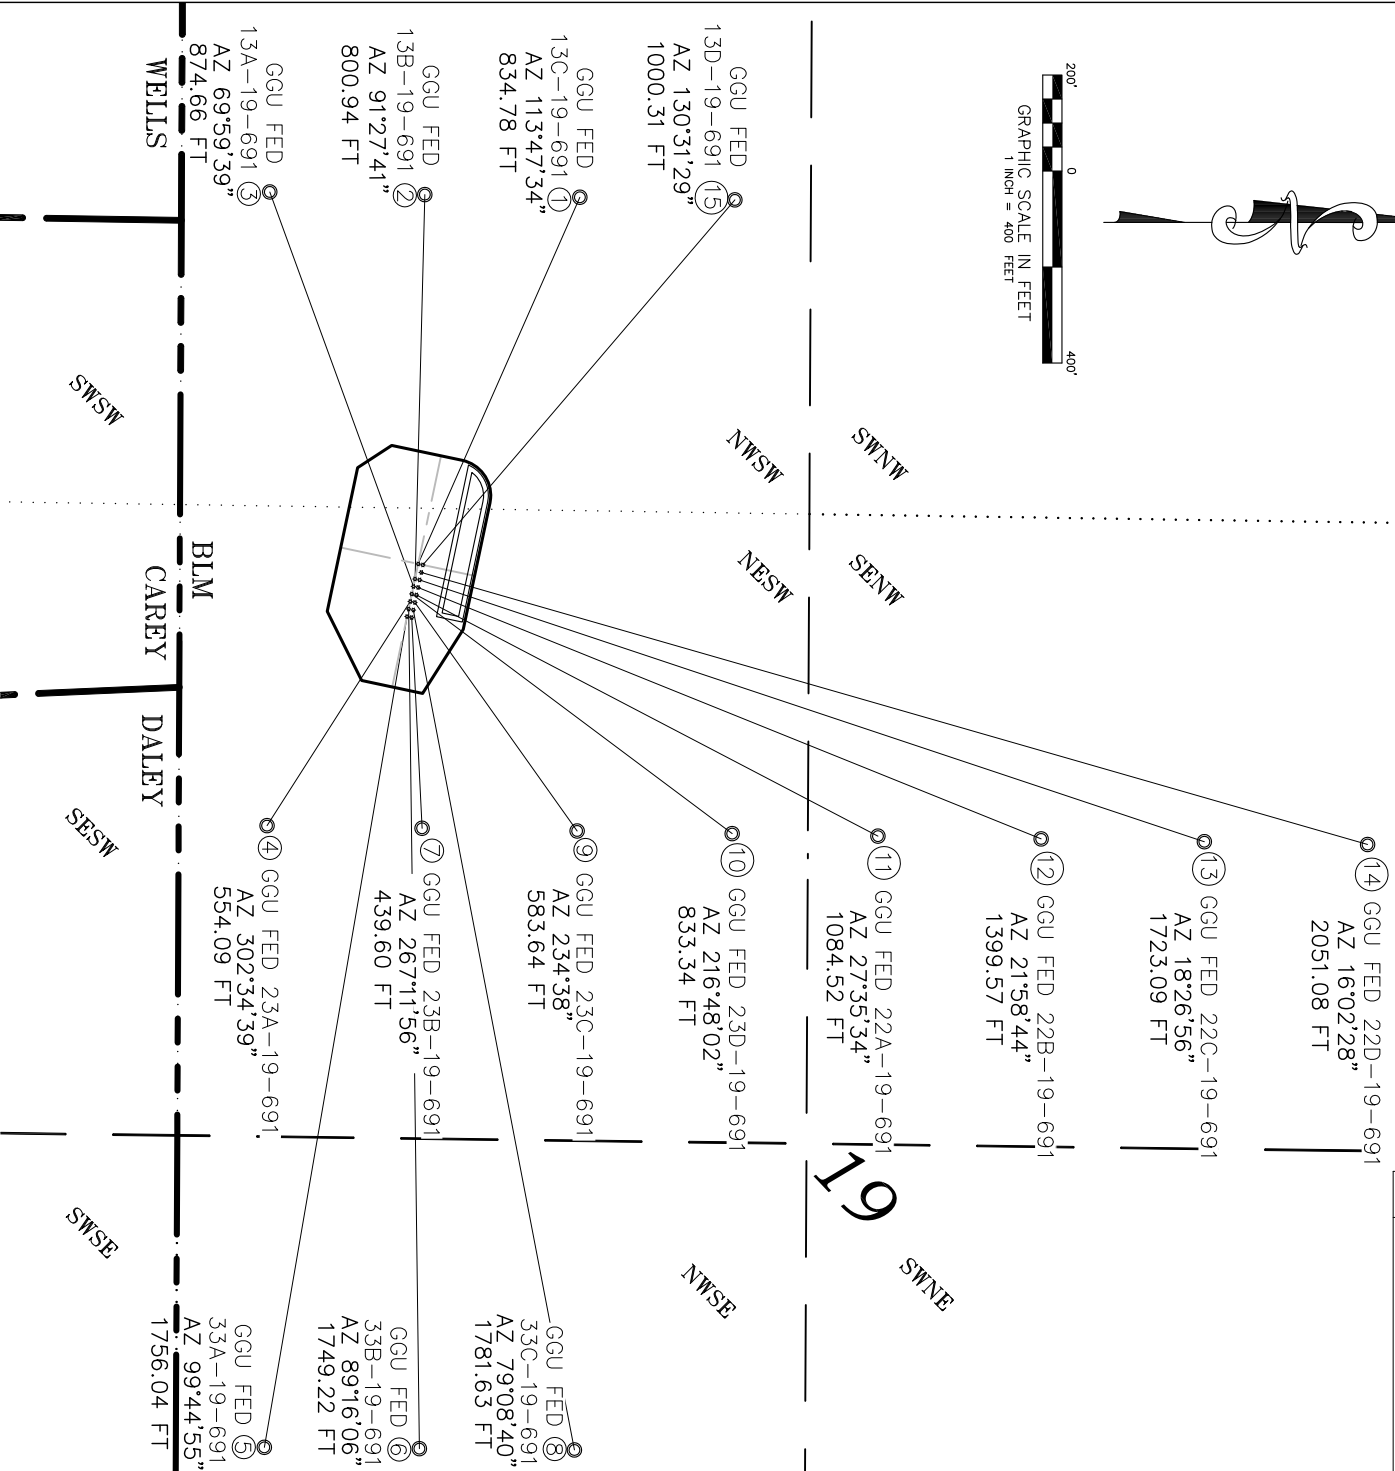 200'
0
400'
GRAPHIC SCALE IN FEET
1 INCH = 400 FEET
N
GGU FED
13D-19-691 15
AZ 130°31'29"
1000.31 FT
GGU FED
13C-19-691 1
AZ 113°47'34"
834.78 FT
GGU FED
13B-19-691 2
AZ 91°27'41"
800.94 FT
GGU FED
13A-19-691 3
AZ 69°59'39"
874.66 FT
WELLS
SWSW
SWNW
NWSW
SENW
NESW
BLM
CAREY
DALEY
SESW
14 GGU FED 22D-19-691
AZ 16°02'28"
2051.08 FT
13 GGU FED 22C-19-691
AZ 18°26'56"
1723.09 FT
12 GGU FED 22B-19-691
AZ 21°58'44"
1399.57 FT
11 GGU FED 22A-19-691
AZ 27°35'34"
1084.52 FT
10 GGU FED 23D-19-691
AZ 216°48'02"
833.34 FT
9 GGU FED 23C-19-691
AZ 234°38"
583.64 FT
7 GGU FED 23B-19-691
AZ 267°11'56"
439.60 FT
4 GGU FED 23A-19-691
AZ 302°34'39"
554.09 FT
19
SWNE
NWSE
SWSE
GGU FED 8
33C-19-691
AZ 79°08'40"
1781.63 FT
GGU FED 6
33B-19-691
AZ 89°16'06"
1749.22 FT
GGU FED 5
33A-19-691
AZ 99°44'55"
1756.04 FT